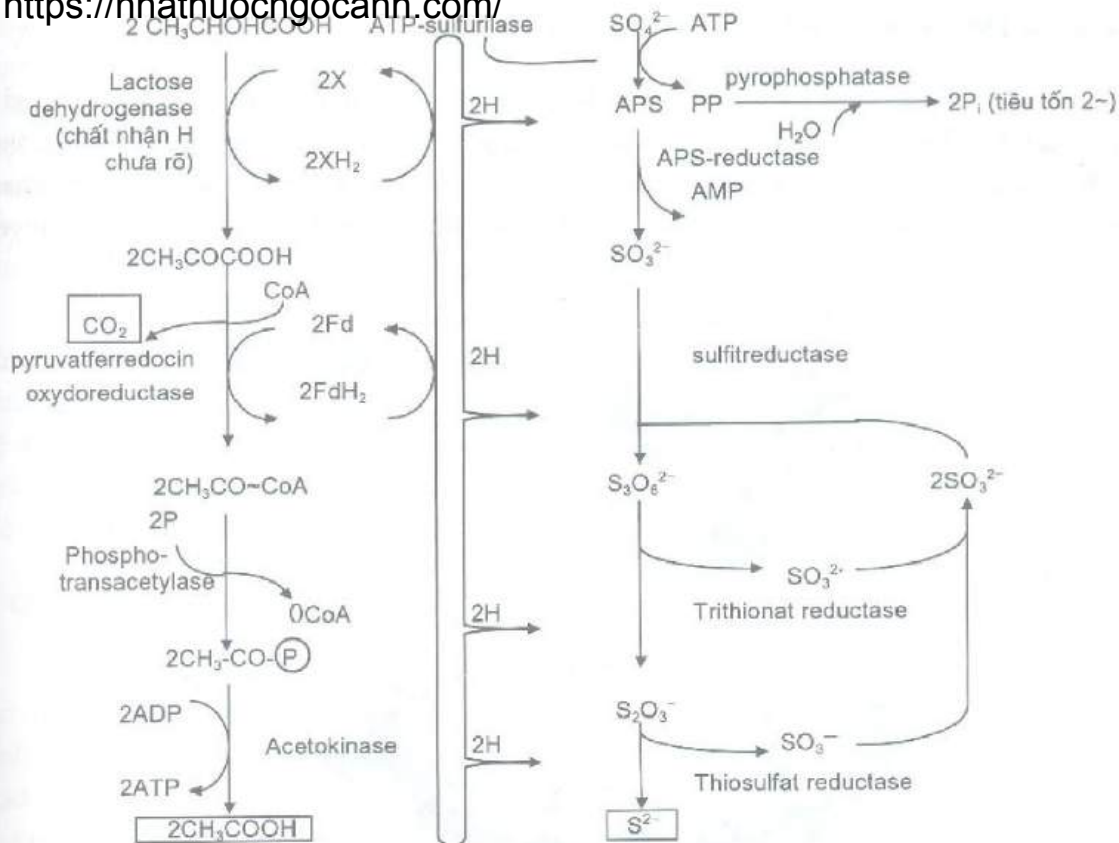 https://nhathuocngocanh.com/
2 CH₃CHOHCOOH
ATP-sulfurilase
SO₄²⁻
ATP
Lactose
dehydrogenase
(chất nhận H
chưa rõ)
2X
2XH₂
2H
APS
PP
pyrophosphatase
2Pᵢ (tiêu tốn 2~)
H₂O
APS-reductase
AMP
2CH₃COCOOH
SO₃²⁻
CoA
CO₂
pyruvatferredocin
oxydoreductase
2Fd
2FdH₂
2H
sulfitreductase
2CH₃CO~CoA
S₃O₆²⁻
2SO₃²⁻
2P
Phospho-
transacetylase
0CoA
2H
SO₃²⁻
Trithionat reductase
2CH₃-CO-P
2ADP
Acetokinase
2ATP
2H
S₂O₃⁻
SO₃⁻
Thiosulfat reductase
2CH₃COOH
S²⁻